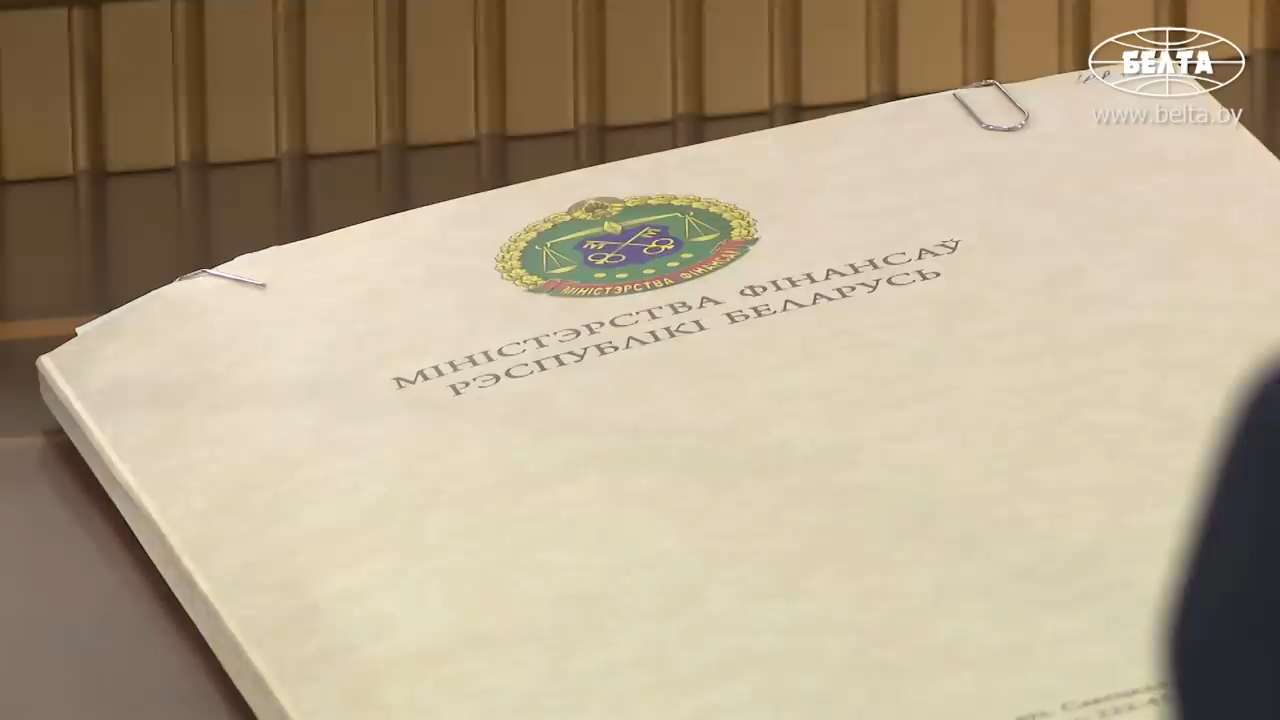 БЕЛТА
www.belta.by
МІНІСТЭРСТВА ФІНАНСАЎ
МІНІСТЭРСТВА ФІНАНСАЎ
РЭСПУБЛІКІ БЕЛАРУСЬ